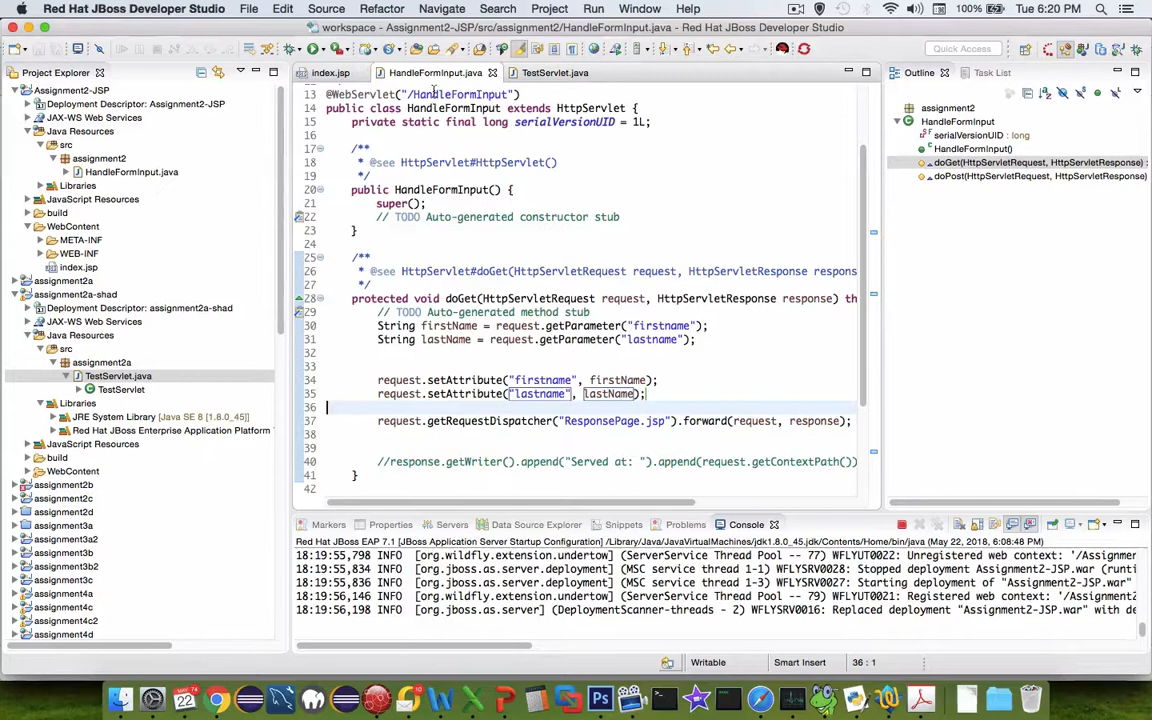 Red Hat JBoss Developer Studio File Edit Source Refactor Navigate Search Project Run Window Help 100% Tue 6:20 PM
workspace - Assignment2-JSP/src/assignment2/HandleFormInput.java - Red Hat JBoss Developer Studio
Quick Access
Project Explorer
Assignment2-JSP
Deployment Descriptor: Assignment2-JSP
JAX-WS Web Services
Java Resources
src
assignment2
HandleFormInput.java
Libraries
JavaScript Resources
build
WebContent
META-INF
WEB-INF
index.jsp
assignment2a
assignment2a-shad
Deployment Descriptor: assignment2a-shad
JAX-WS Web Services
Java Resources
src
assignment2a
TestServlet.java
TestServlet
Libraries
JRE System Library [Java SE 8 [1.8.0_45]]
Red Hat JBoss Enterprise Application Platform
JavaScript Resources
build
WebContent
assignment2b
assignment2c
assignment2d
assignment3a
assignment3a2
assignment3b
assignment3b2
assignment3c
assignment4a
assignment4c
assignment4c2
assignment4d
index.jsp HandleFormInput.java TestServlet.java
13 @WebServlet("/HandleFormInput")
14 public class HandleFormInput extends HttpServlet {
15 private static final long serialVersionUID = 1L;
16
17 /**
18 * @see HttpServlet#HttpServlet()
19 */
20 public HandleFormInput() {
21 super();
22 // TODO Auto-generated constructor stub
23 }
24
25 /**
26 * @see HttpServlet#doGet(HttpServletRequest request, HttpServletResponse respons
27 */
28 protected void doGet(HttpServletRequest request, HttpServletResponse response) th
29 // TODO Auto-generated method stub
30 String firstName = request.getParameter("firstname");
31 String lastName = request.getParameter("lastname");
32
33
34 request.setAttribute("firstname", firstName);
35 request.setAttribute("lastname", lastName);
36
37 request.getRequestDispatcher("ResponsePage.jsp").forward(request, response);
38
39
40 //response.getWriter().append("Served at: ").append(request.getContextPath())
41 }
42
Outline Task List
assignment2
HandleFormInput
serialVersionUID : long
HandleFormInput()
doGet(HttpServletRequest, HttpServletResponse)
doPost(HttpServletRequest, HttpServletResponse)
Markers Properties Servers Data Source Explorer Snippets Problems Console
Red Hat JBoss EAP 7.1 [JBoss Application Server Startup Configuration] /Library/Java/JavaVirtualMachines/jdk1.8.0_45.jdk/Contents/Home/bin/java (May 22, 2018, 6:08:48 PM)
18:19:55,798 INFO [org.wildfly.extension.undertow] (ServerService Thread Pool -- 77) WFLYUT0022: Unregistered web context: '/Assignme
18:19:55,834 INFO [org.jboss.as.server.deployment] (MSC service thread 1-1) WFLYSRV0028: Stopped deployment Assignment2-JSP.war (runti
18:19:55,836 INFO [org.jboss.as.server.deployment] (MSC service thread 1-3) WFLYSRV0027: Starting deployment of "Assignment2-JSP.war"
18:19:56,146 INFO [org.wildfly.extension.undertow] (ServerService Thread Pool -- 79) WFLYUT0021: Registered web context: '/Assignment2
18:19:56,198 INFO [org.jboss.as.server] (DeploymentScanner-threads - 2) WFLYSRV0016: Replaced deployment "Assignment2-JSP.war" with de
Writable Smart Insert 36 : 1